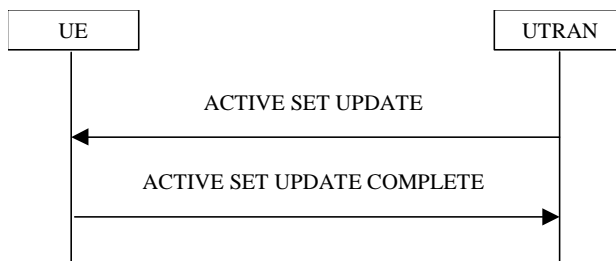 UE
UTRAN
ACTIVE SET UPDATE
ACTIVE SET UPDATE COMPLETE